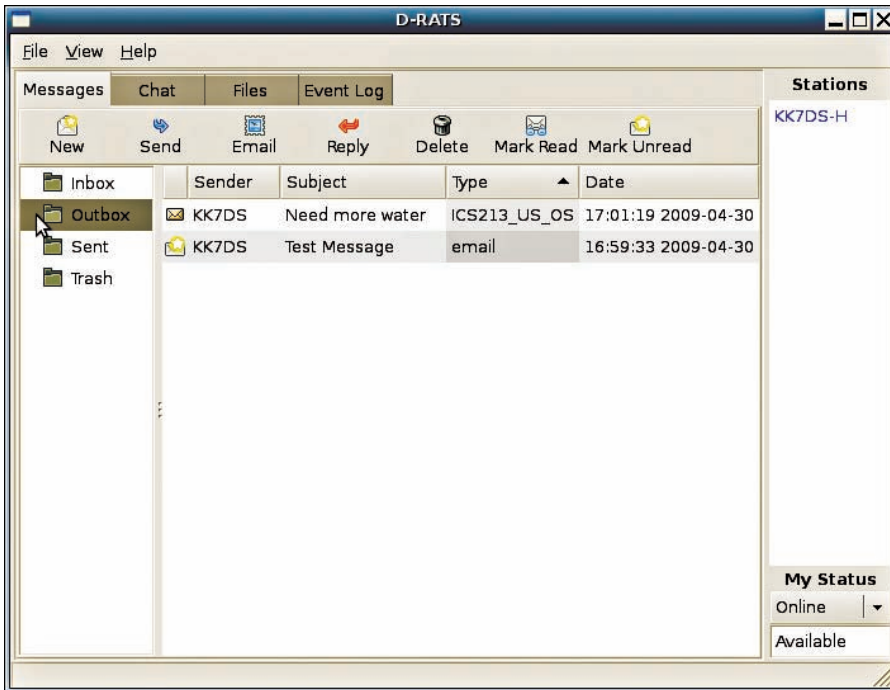 D-RATS
File View Help
Messages Chat Files Event Log
New Send Email Reply Delete Mark Read Mark Unread
Inbox
Outbox
Sent
Trash
Sender Subject Type Date
KK7DS Need more water ICS213_US_OS 17:01:19 2009-04-30
KK7DS Test Message email 16:59:33 2009-04-30
Stations
KK7DS-H
My Status
Online
Available